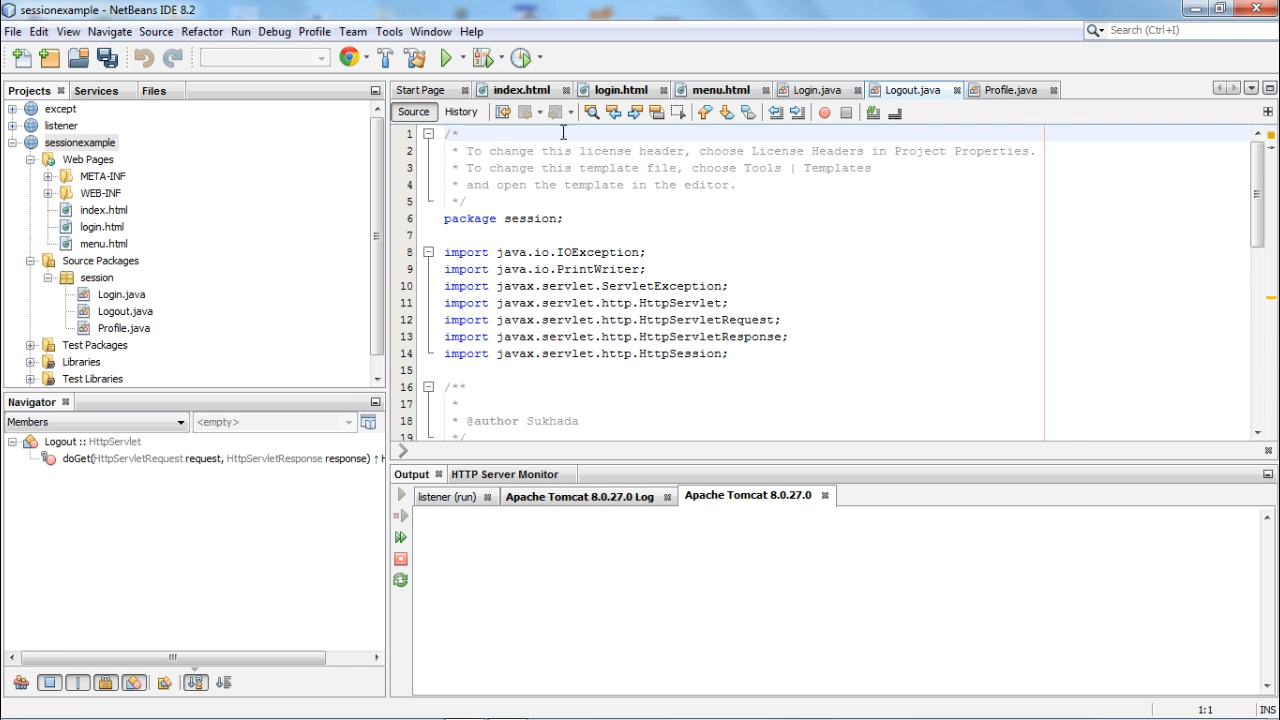 sessionexample - NetBeans IDE 8.2
File Edit View Navigate Source Refactor Run Debug Profile Team Tools Window Help
Search (Ctrl+I)
Projects Services Files
Start Page index.html login.html menu.html Login.java Logout.java Profile.java
Source History
except
listener
sessionexample
Web Pages
META-INF
WEB-INF
index.html
login.html
menu.html
Source Packages
session
Login.java
Logout.java
Profile.java
Test Packages
Libraries
Test Libraries
1 /*
2 * To change this license header, choose License Headers in Project Properties.
3 * To change this template file, choose Tools | Templates
4 * and open the template in the editor.
5 */
6 package session;
7
8 import java.io.IOException;
9 import java.io.PrintWriter;
10 import javax.servlet.ServletException;
11 import javax.servlet.http.HttpServlet;
12 import javax.servlet.http.HttpServletRequest;
13 import javax.servlet.http.HttpServletResponse;
14 import javax.servlet.http.HttpSession;
15
16 /**
17 *
18 * @author Sukhada
19 */
Navigator
Members <empty>
Logout :: HttpServlet
doGet(HttpServletRequest request, HttpServletResponse response) ↑ H
Output HTTP Server Monitor
listener (run) Apache Tomcat 8.0.27.0 Log Apache Tomcat 8.0.27.0
1:1 INS